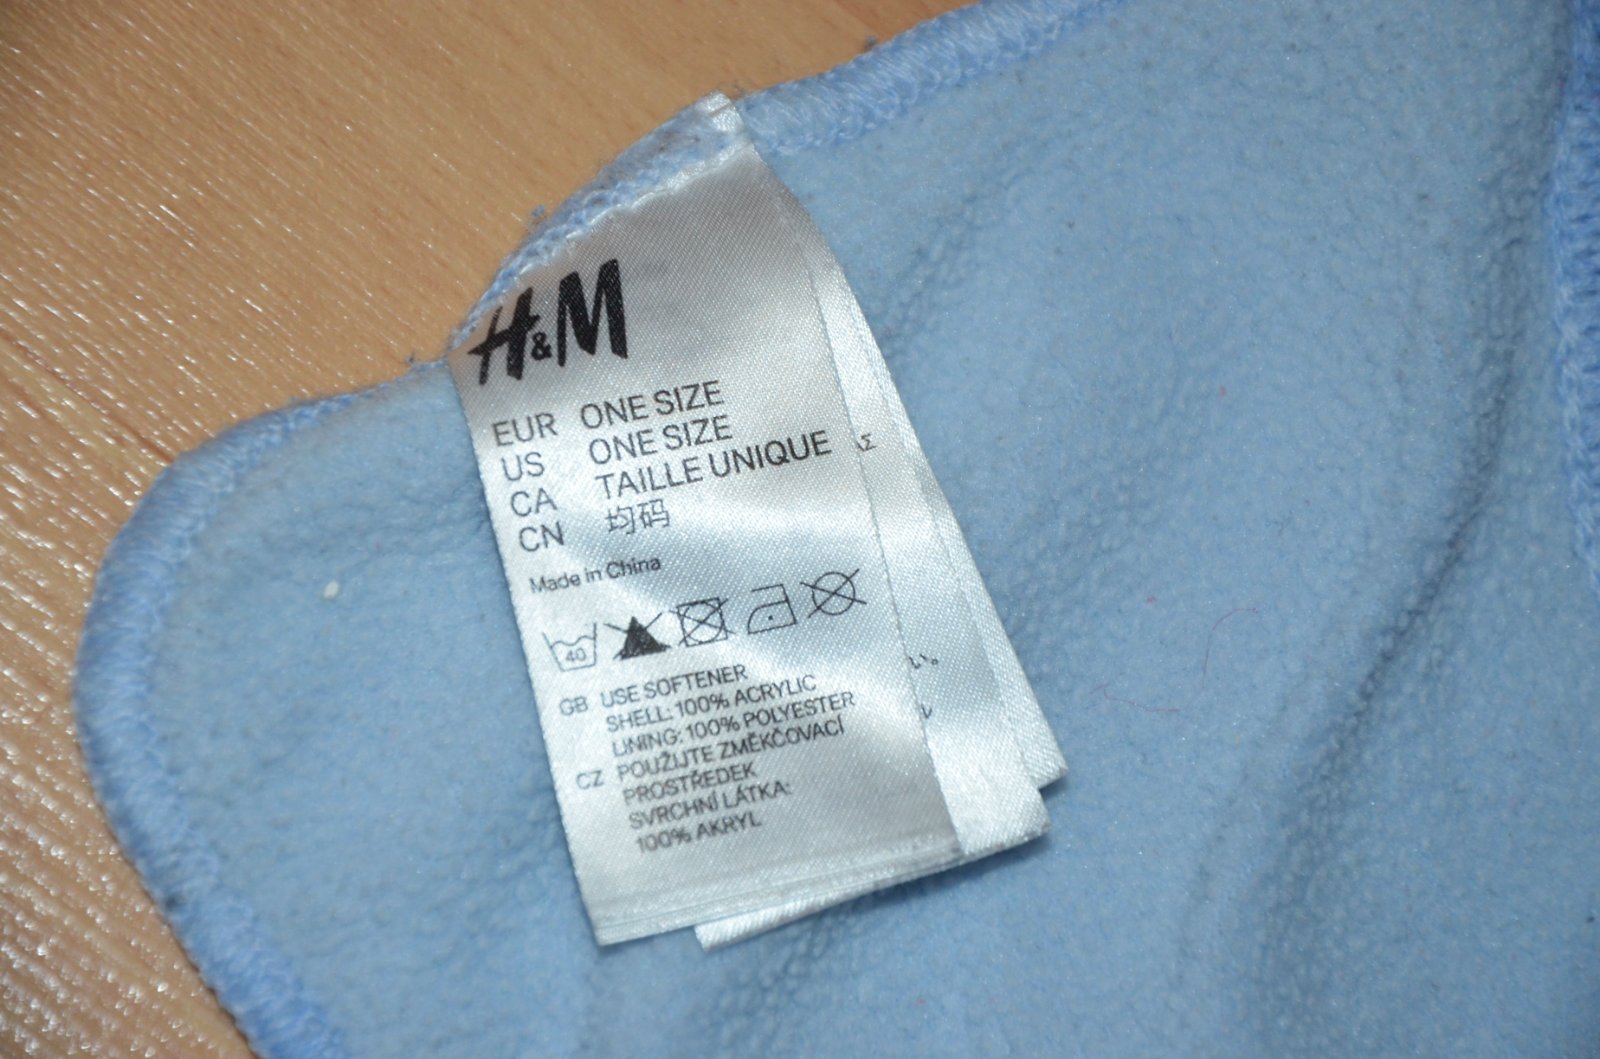 H&M
EUR ONE SIZE
US ONE SIZE
CA TAILLE UNIQUE
CN 均码
Made in China
40
GB USE SOFTENER
SHELL: 100% ACRYLIC
LINING: 100% POLYESTER
CZ POUŽIJTE ZMĚKČOVACÍ
PROSTŘEDEK
SVRCHNÍ LÁTKA:
100% AKRYL